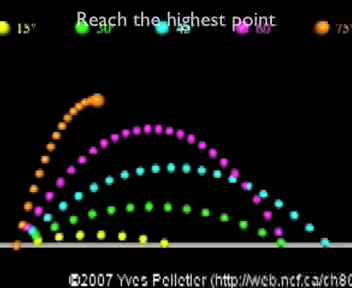 Reach the highest point
15° 30° 45° 60° 75°
©2007 Yves Pelletier (http://web.ncf.ca/ch80